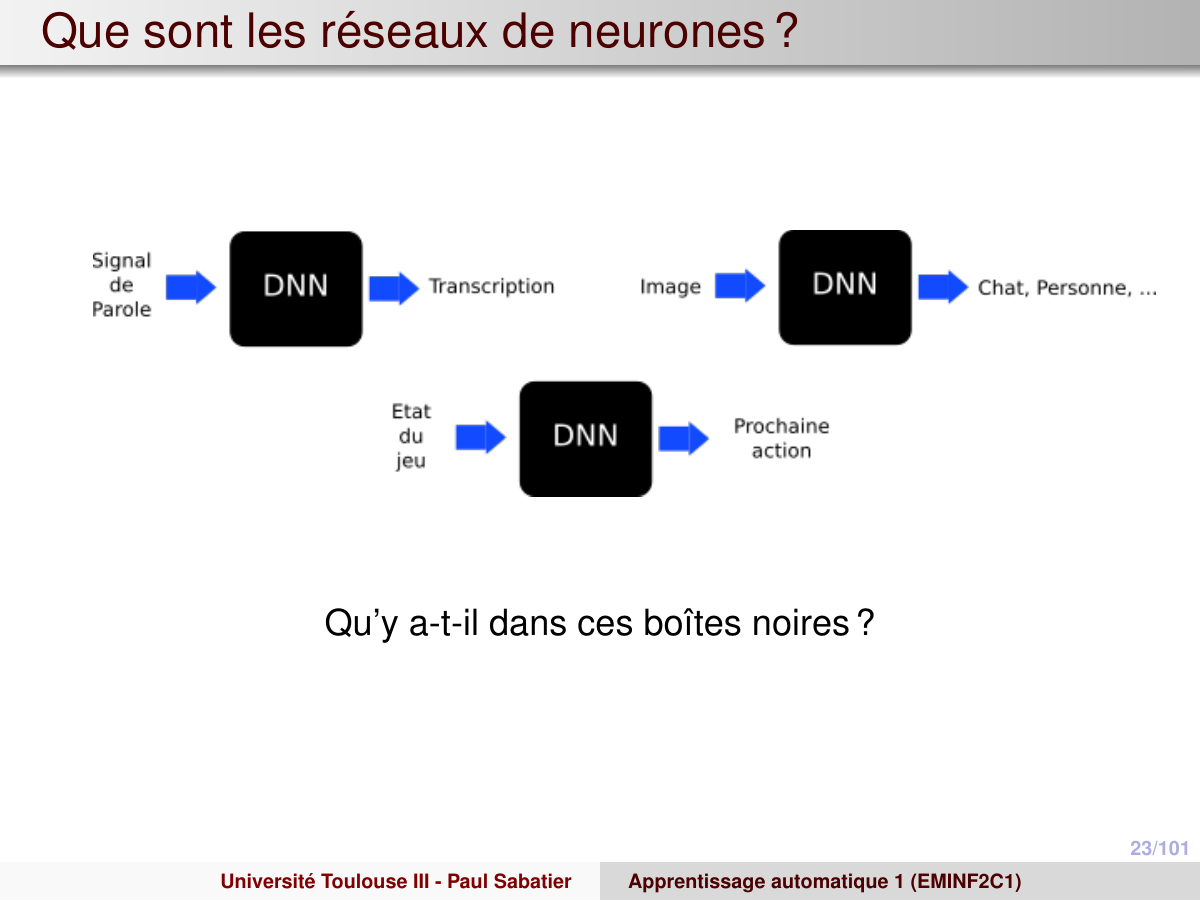 Que sont les réseaux de neurones ?
Signal
de
Parole
DNN
Transcription
Image
DNN
Chat, Personne, ...
Etat
du
jeu
DNN
Prochaine
action
Qu'y a-t-il dans ces boîtes noires ?
23/101
Université Toulouse III - Paul Sabatier
Apprentissage automatique 1 (EMINF2C1)